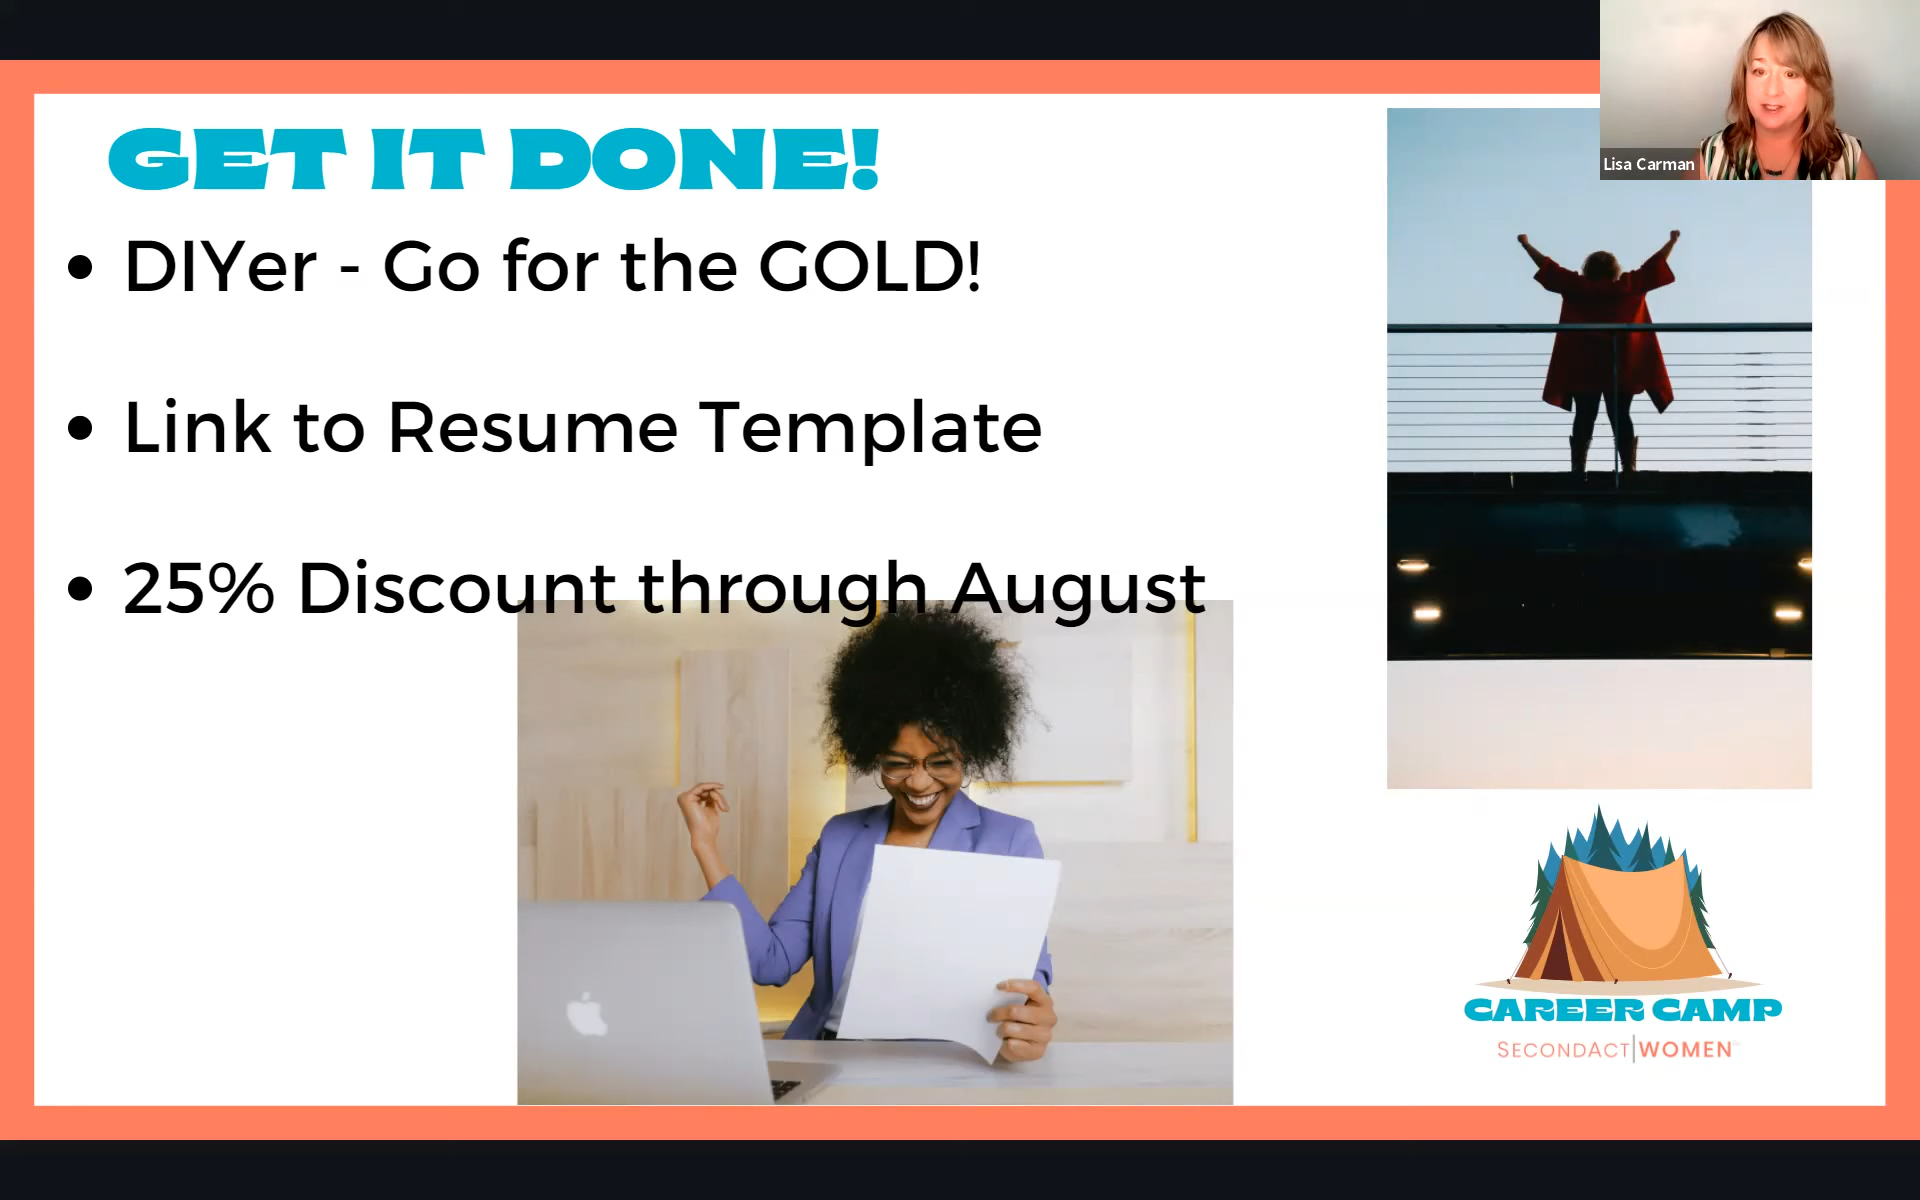 Lisa Carman
GET IT DONE!
• DIYer - Go for the GOLD!
• Link to Resume Template
• 25% Discount through August
CAREER CAMP
SECONDACT|WOMEN